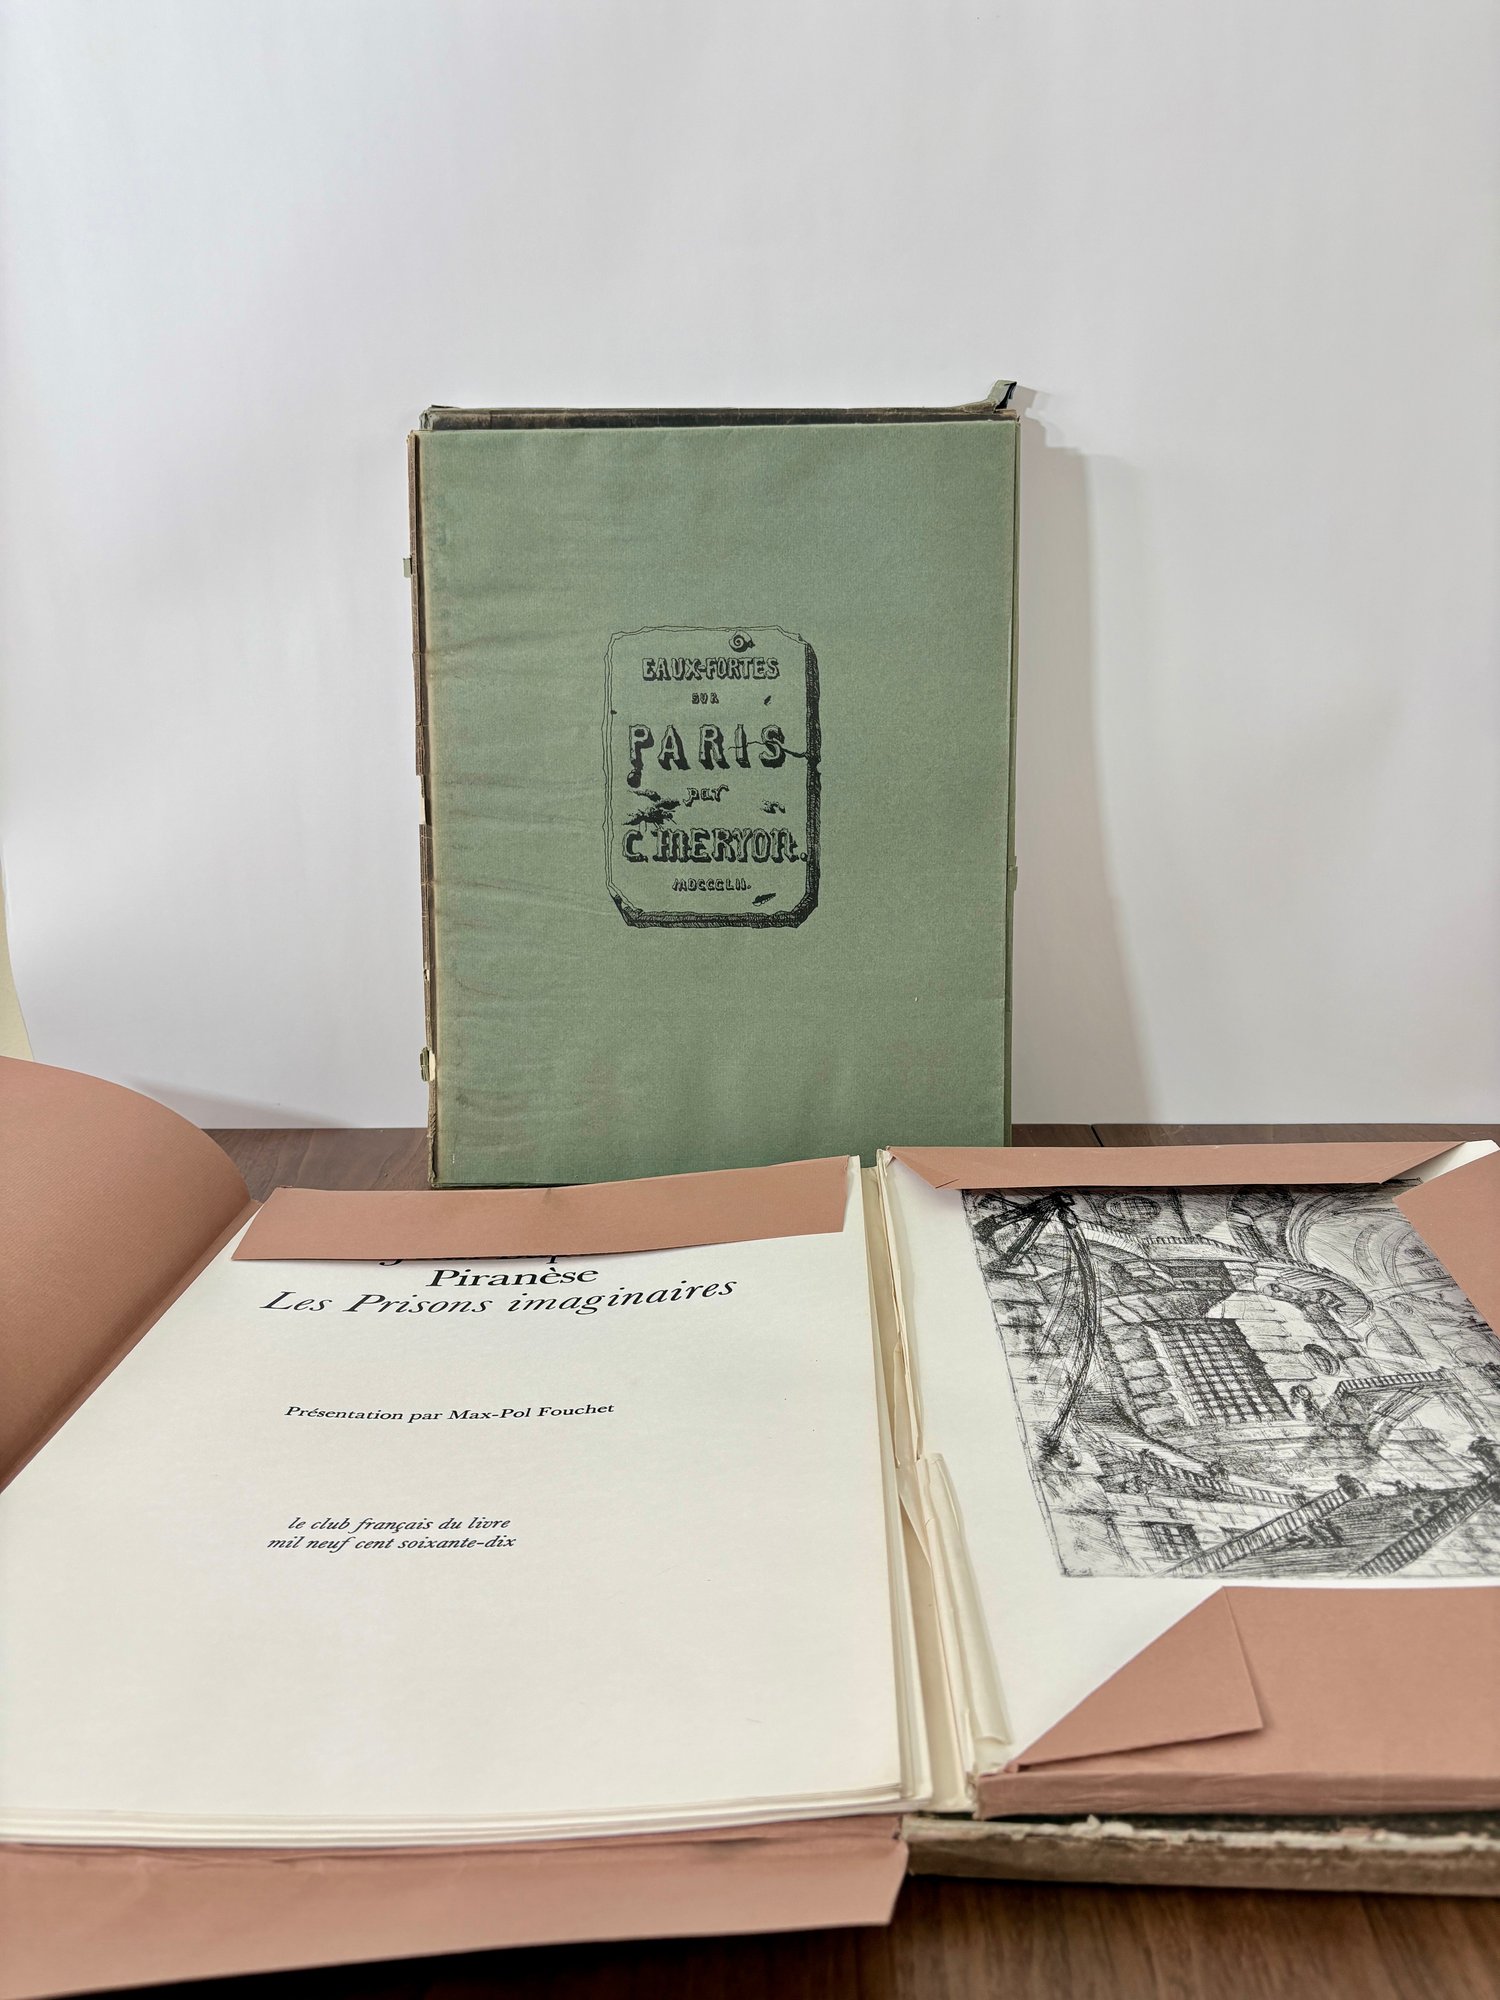 EAUX-FORTES
SUR
PARIS
par
C. MERYON.
MDCCCLII.
Piranèse
Les Prisons imaginaires
Présentation par Max-Pol Fouchet
le club français du livre
mil neuf cent soixante-dix